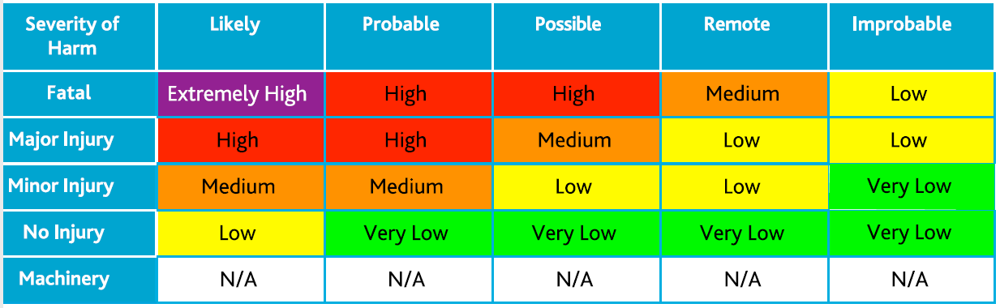 Severity of Harm Likely Probable Possible Remote Improbable
Fatal Extremely High High High Medium Low
Major Injury High High Medium Low Low
Minor Injury Medium Medium Low Low Very Low
No Injury Low Very Low Very Low Very Low Very Low
Machinery N/A N/A N/A N/A N/A